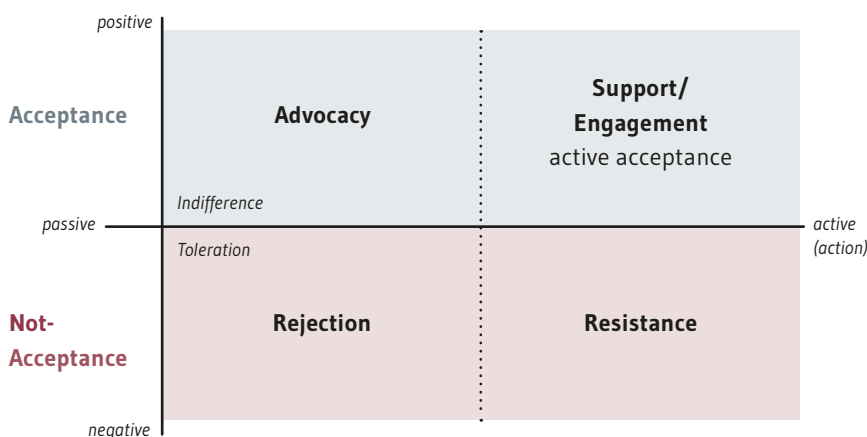 positive
Acceptance
Advocacy
Support/
Engagement
active acceptance
Indifference
passive
active
(action)
Toleration
Not-
Acceptance
Rejection
Resistance
negative